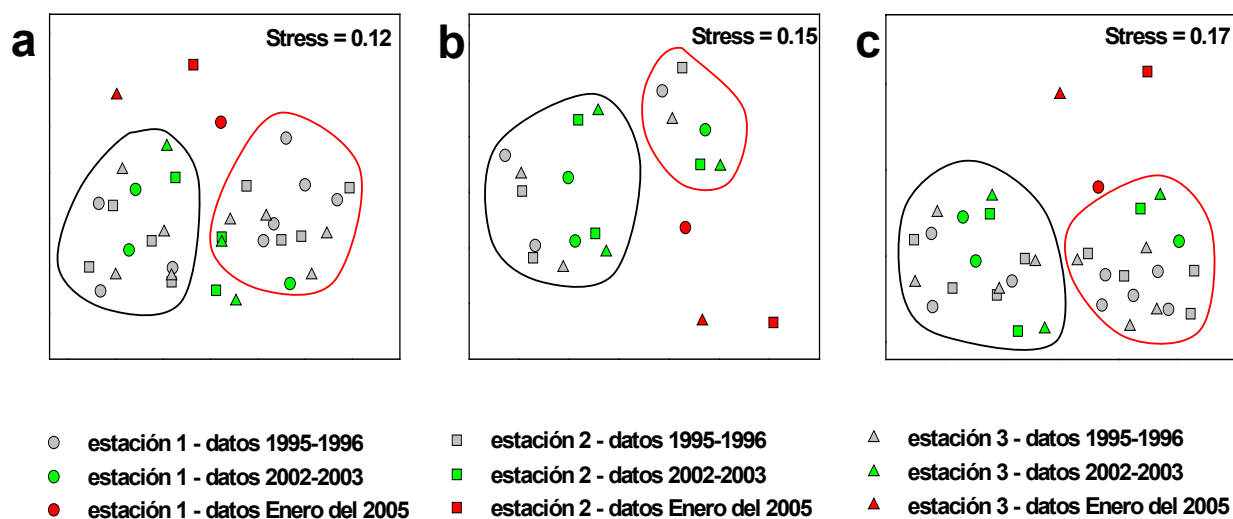 a
Stress = 0.12
b
Stress = 0.15
c
Stress = 0.17
estación 1 - datos 1995-1996
estación 1 - datos 2002-2003
estación 1 - datos Enero del 2005
estación 2 - datos 1995-1996
estación 2 - datos 2002-2003
estación 2 - datos Enero del 2005
estación 3 - datos 1995-1996
estación 3 - datos 2002-2003
estación 3 - datos Enero del 2005